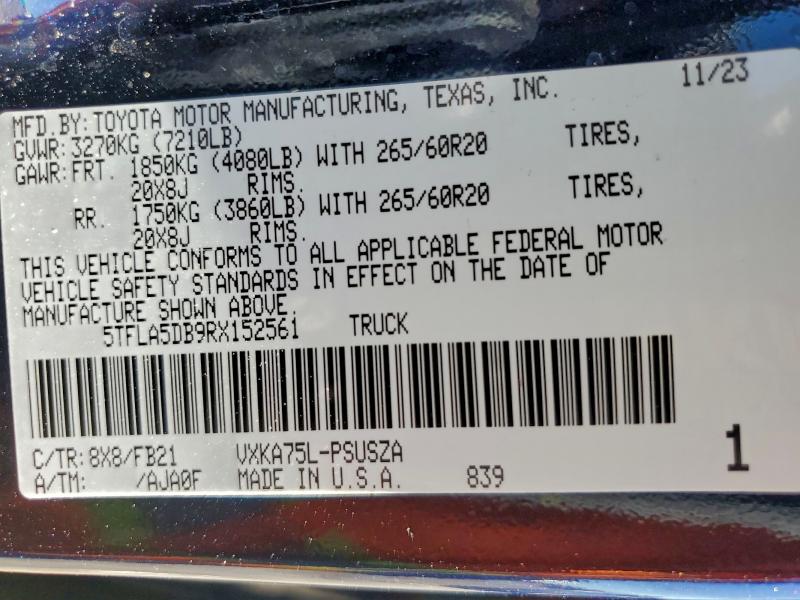 11/23
MFD.BY: TOYOTA MOTOR MANUFACTURING, TEXAS, INC.
GVWR: 3270KG (7210LB)
GAWR: FRT. 1850KG (4080LB) WITH 265/60R20 TIRES,
20X8J RIMS.
RR. 1750KG (3860LB) WITH 265/60R20 TIRES,
20X8J RIMS.
THIS VEHICLE CONFORMS TO ALL APPLICABLE FEDERAL MOTOR
VEHICLE SAFETY STANDARDS IN EFFECT ON THE DATE OF
MANUFACTURE SHOWN ABOVE.
5TFLA5DB9RX152561 TRUCK
C/TR: 8X8/FB21 VXKA75L-PSUSZA
A/TM: /AJA0F MADE IN U.S.A. 839
1